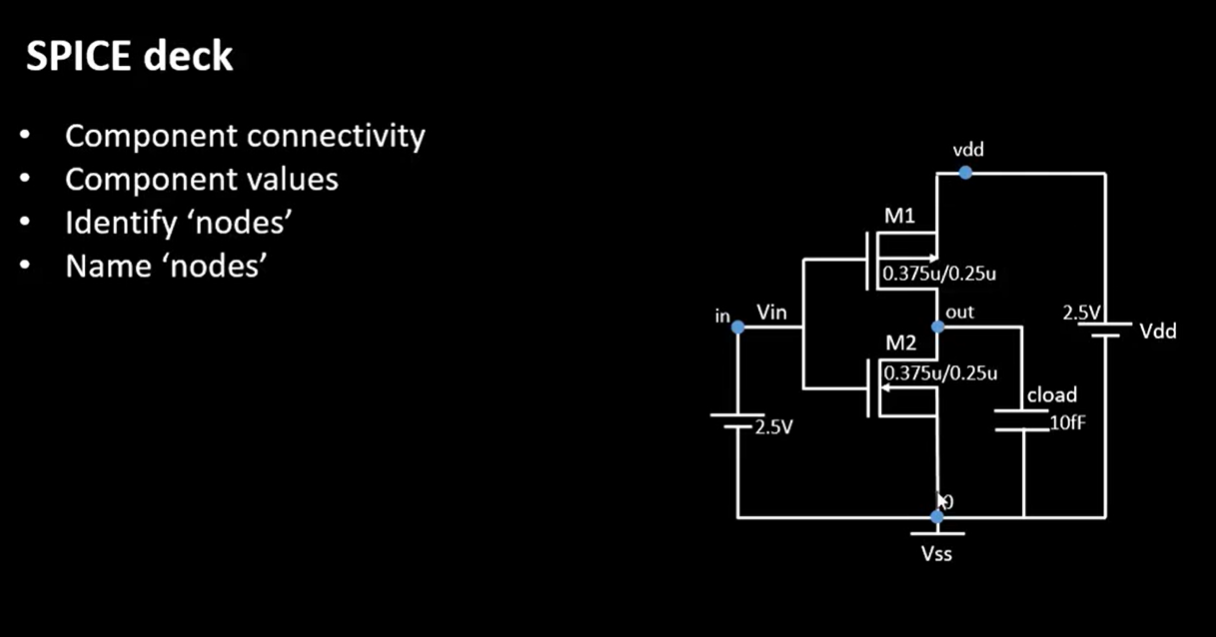 SPICE deck
• Component connectivity
• Component values
• Identify ‘nodes’
• Name ‘nodes’
vdd
M1
0.375u/0.25u
in
Vin
out
2.5V
Vdd
M2
0.375u/0.25u
cload
10fF
2.5V
0
Vss